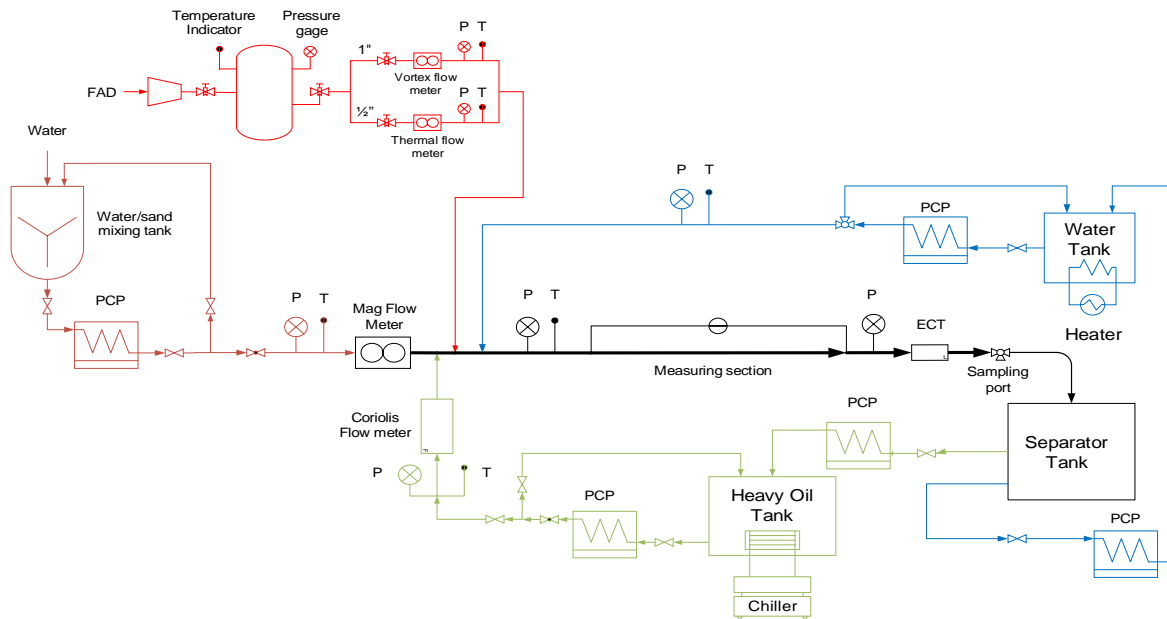 Temperature
Indicator
Pressure
gage
P T
1"
Vortex flow
meter
FAD
P T
½"
Thermal flow
meter
Water
Water/sand
mixing tank
P T
PCP
Water
Tank
Heater
PCP
P T
Mag Flow
Meter
P T
P
ECT
L
Measuring section
Sampling
port
Coriolis
Flow meter
F
P T
PCP
Separator
Tank
PCP
Heavy Oil
Tank
PCP
Chiller